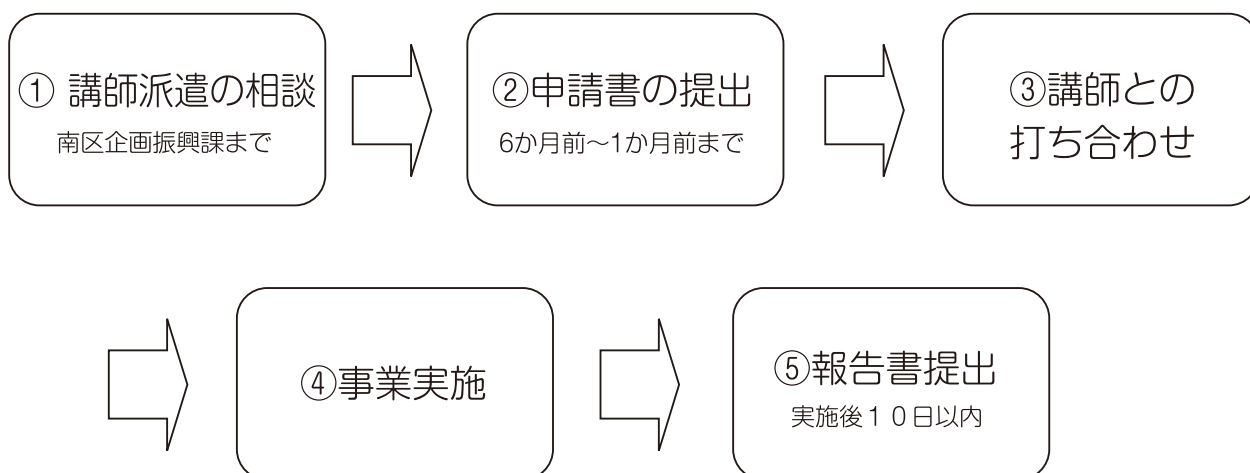 ① 講師派遣の相談
南区企画振興課まで
②申請書の提出
6か月前～1か月前まで
③講師との
打ち合わせ
④事業実施
⑤報告書提出
実施後１０日以内